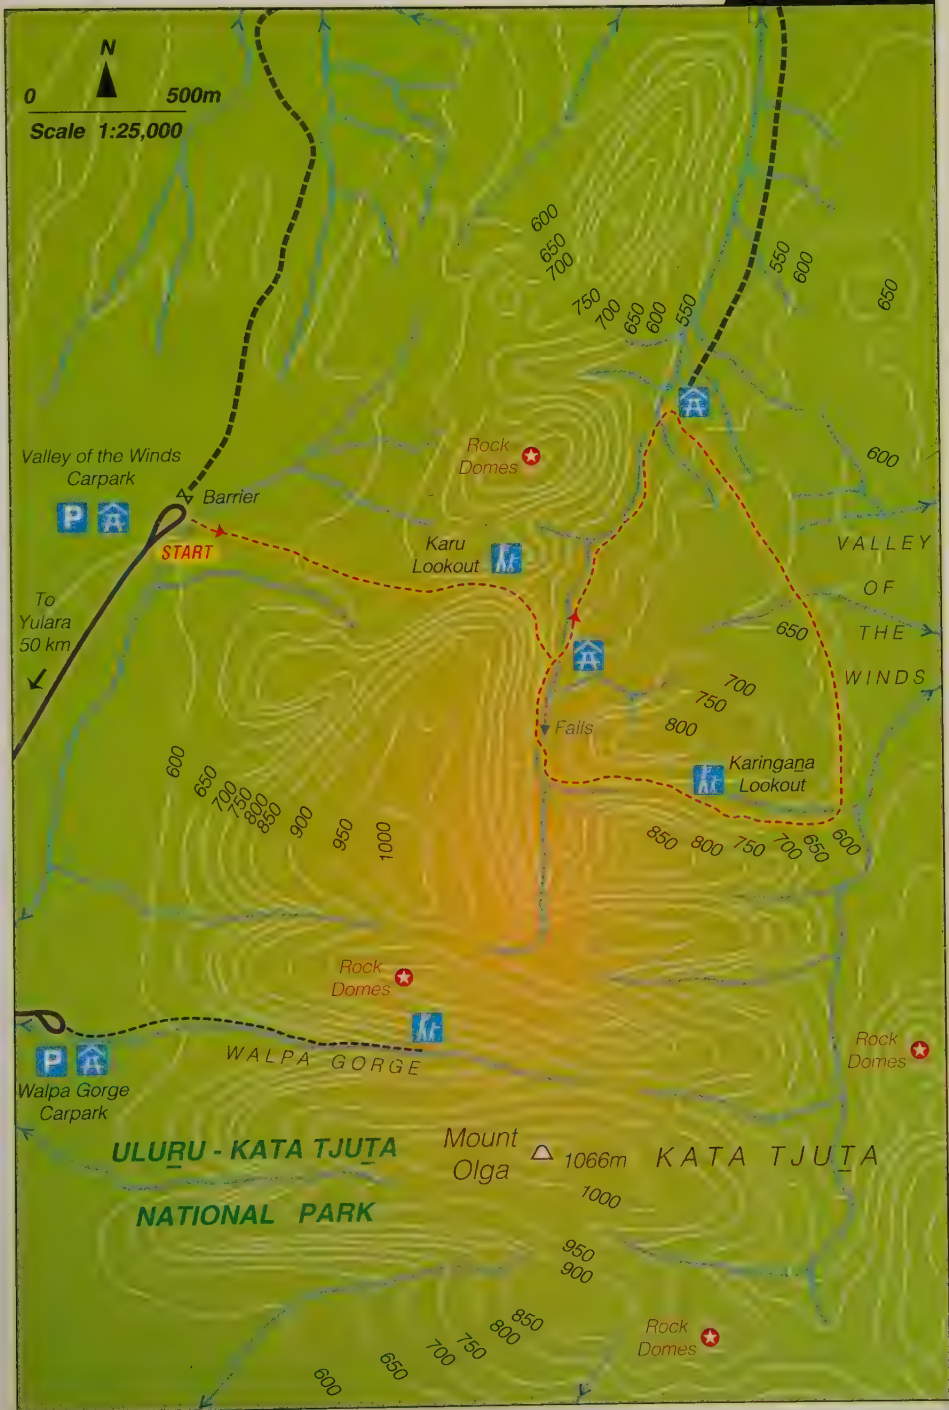 N
0 500m
Scale 1:25,000
600
650
700
750
700
650
600
550
550
600
650
Valley of the Winds
Carpark
P
Barrier
START
Rock
Domes
600
Karu
Lookout
VALLEY
OF
THE
WINDS
To
Yulara
50 km
650
700
750
800
Falls
Karingana
Lookout
600
650
700
750
800
850
900
950
1000
850
800
750
700
650
600
Rock
Domes
WALPA GORGE
P
Walpa Gorge
Carpark
Rock
Domes
ULURU - KATA TJUTA
NATIONAL PARK
Mount
Olga
1066m
KATA TJUTA
1000
950
900
850
800
750
700
650
600
Rock
Domes